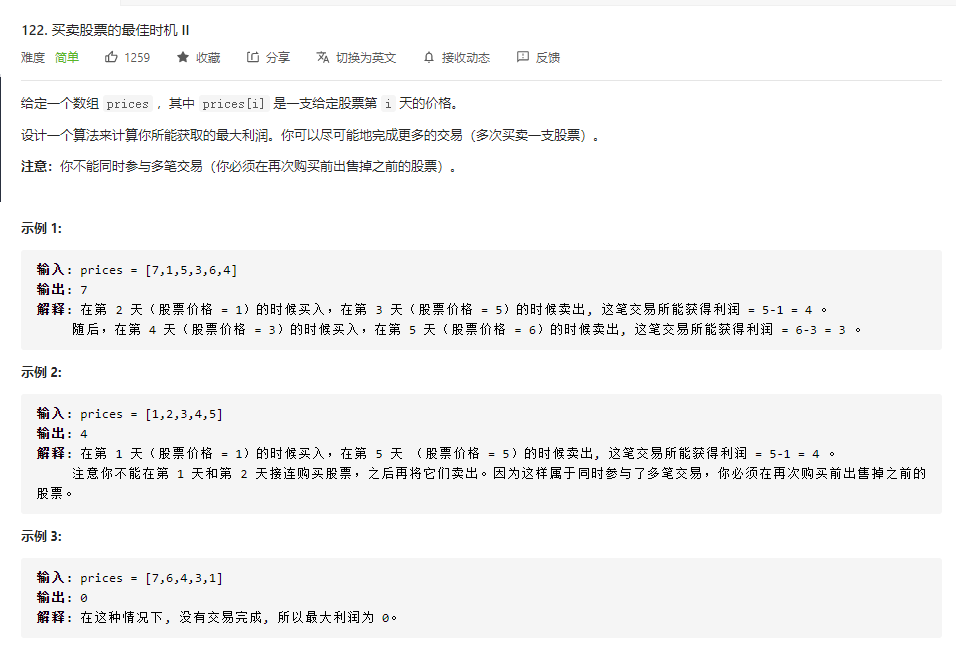 122. 买卖股票的最佳时机 II
难度 简单 1259 收藏 分享 切换为英文 接收动态 反馈
给定一个数组 prices ，其中 prices[i] 是一支给定股票第 i 天的价格。
设计一个算法来计算你所能获取的最大利润。你可以尽可能地完成更多的交易（多次买卖一支股票）。
注意：你不能同时参与多笔交易（你必须在再次购买前出售掉之前的股票）。
示例 1:
输入: prices = [7,1,5,3,6,4]
输出: 7
解释: 在第 2 天（股票价格 = 1）的时候买入，在第 3 天（股票价格 = 5）的时候卖出, 这笔交易所能获得利润 = 5-1 = 4 。
随后，在第 4 天（股票价格 = 3）的时候买入，在第 5 天（股票价格 = 6）的时候卖出, 这笔交易所能获得利润 = 6-3 = 3 。
示例 2:
输入: prices = [1,2,3,4,5]
输出: 4
解释: 在第 1 天（股票价格 = 1）的时候买入，在第 5 天 （股票价格 = 5）的时候卖出, 这笔交易所能获得利润 = 5-1 = 4 。
注意你不能在第 1 天和第 2 天接连购买股票，之后再将它们卖出。因为这样属于同时参与了多笔交易，你必须在再次购买前出售掉之前的
股票。
示例 3:
输入: prices = [7,6,4,3,1]
输出: 0
解释: 在这种情况下, 没有交易完成, 所以最大利润为 0。